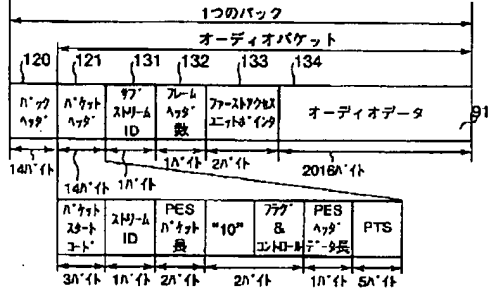 1つのパック
オーディオパケット
120 121 131 132 133 134
パック ヘッダ パケット ヘッダ サブ ストリーム ID フレーム ヘッダ 数 ファーストアクセス ユニットポインタ オーディオデータ 91
14バイト 14バイト 1バイト 1バイト 2バイト 2016バイト
パケット スタート コード ストリーム ID PES パケット 長 "10" フラグ & コントロール PES ヘッダ データ長 PTS
3バイト 1バイト 2バイト 2バイト 1バイト 5バイト